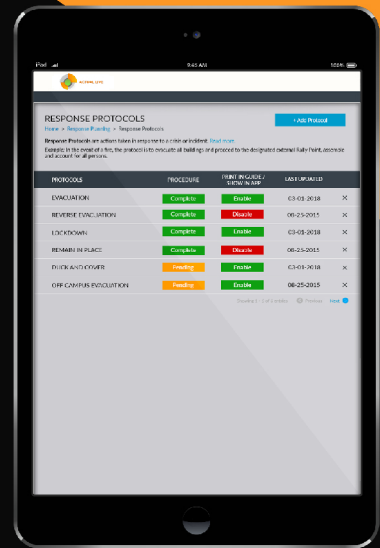 iPad
9:41 AM
100%
RESPONSE PROTOCOLS
+ Add Protocol
Home > Response Planning > Response Protocols
Response Protocols are actions taken in response to a crisis or incident. Read more
Example: In the event of a fire, the protocol is to evacuate all buildings and proceed to the designated external Rally Point, assemble
and account for all persons.
PROTOCOLS PROCEDURE PRINT IN GUIDE / SHOW IN APP LAST UPDATED
EVACUATION Complete Enable 03-01-2018 ×
REVERSE EVACUATION Complete Disable 08-25-2015 ×
LOCKDOWN Complete Enable 03-01-2018 ×
REMAIN IN PLACE Complete Disable 08-25-2015 ×
DUCK AND COVER Pending Enable 03-01-2018 ×
OFF CAMPUS EVACUATION Pending Enable 08-25-2015 ×
Previous Next